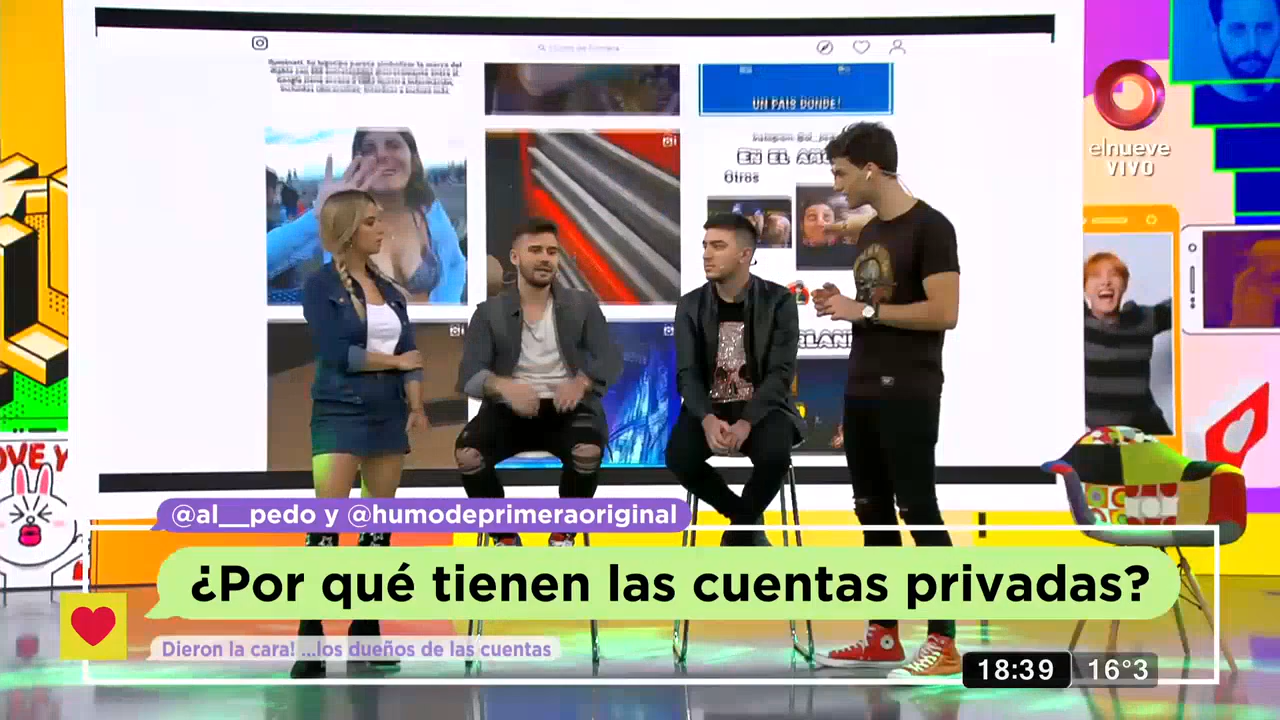 UN PAIS DONDE!
EN EL AÑO
Otros
elnueve
VIVO
@al__pedo y @humodeprimeraoriginal
¿Por qué tienen las cuentas privadas?
Dieron la cara! ...los dueños de las cuentas
18:39
16°3